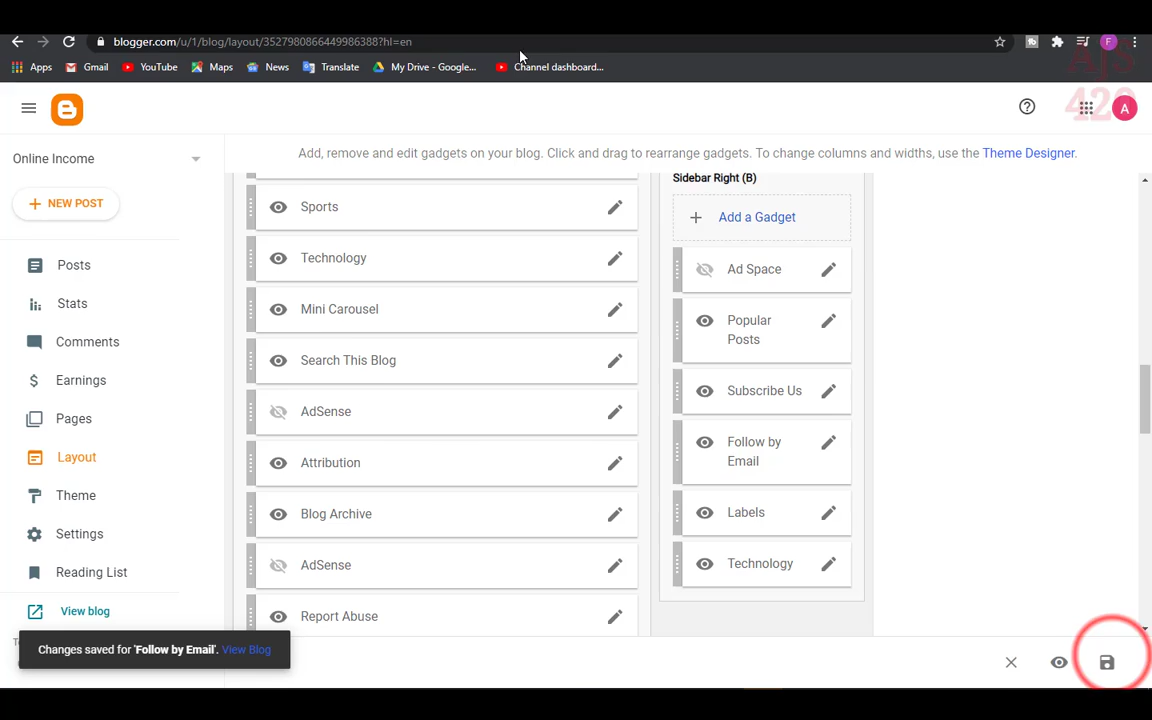 blogger.com/u/1/blog/layout/3527980866449986388?hl=en
Apps
Gmail
YouTube
Maps
News
Translate
My Drive - Google...
Channel dashboard...
F
AJS
420
A
Online Income
Add, remove and edit gadgets on your blog. Click and drag to rearrange gadgets. To change columns and widths, use the Theme Designer.
NEW POST
Posts
Stats
Comments
Earnings
Pages
Layout
Theme
Settings
Reading List
View blog
Sports
Technology
Mini Carousel
Search This Blog
AdSense
Attribution
Blog Archive
AdSense
Report Abuse
Sidebar Right (B)
Add a Gadget
Ad Space
Popular
Posts
Subscribe Us
Follow by
Email
Labels
Technology
Changes saved for 'Follow by Email'. View Blog